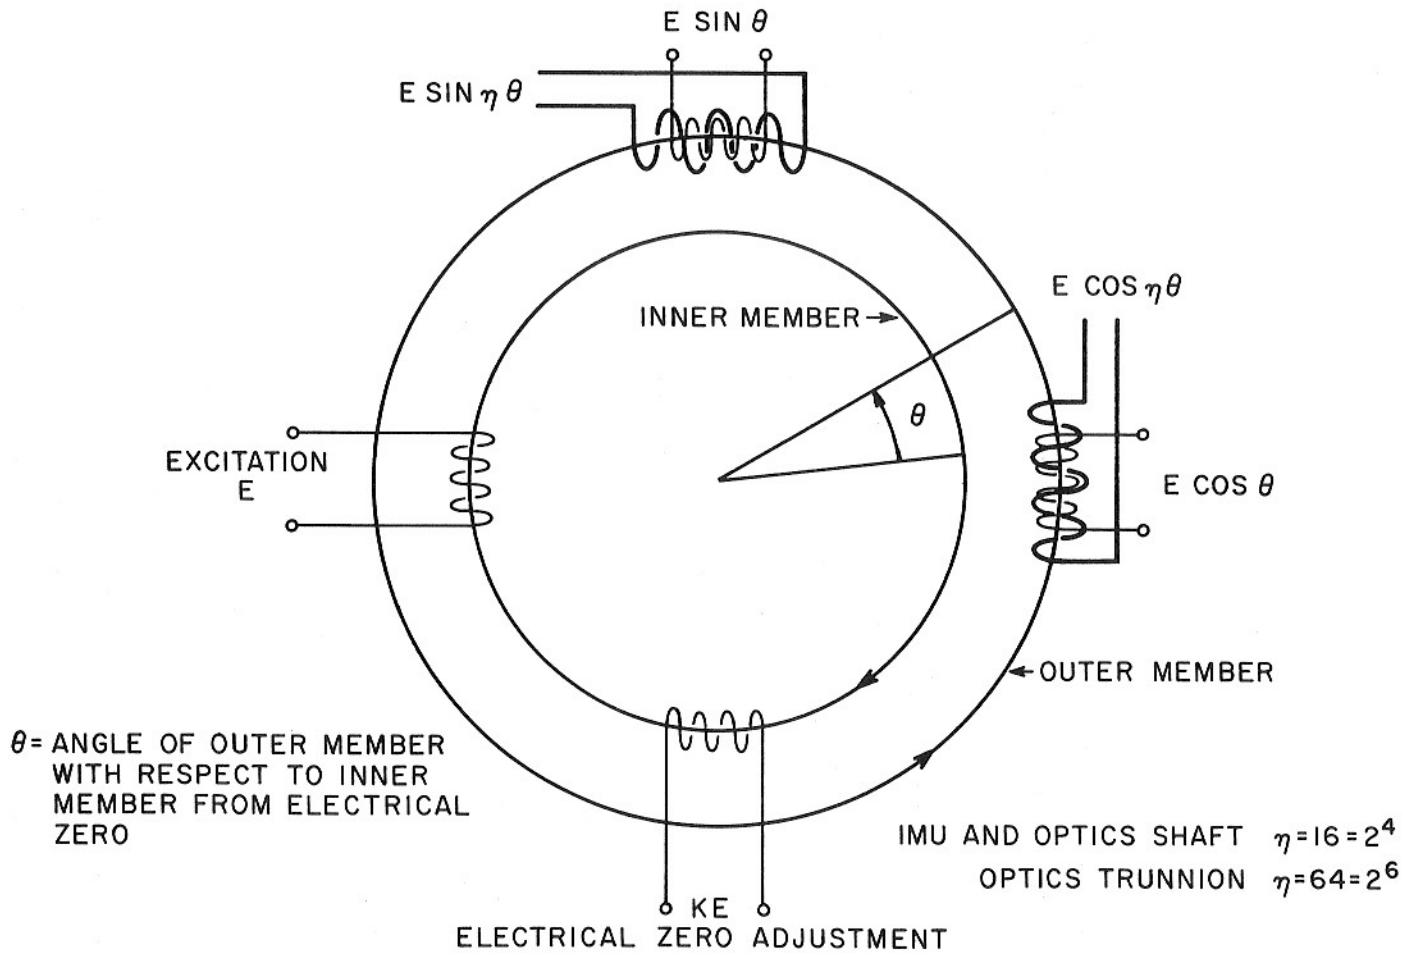 E SIN θ
E SIN η θ
E COS η θ
INNER MEMBER
θ
EXCITATION
E
E COS θ
OUTER MEMBER
θ = ANGLE OF OUTER MEMBER
WITH RESPECT TO INNER
MEMBER FROM ELECTRICAL
ZERO
IMU AND OPTICS SHAFT η = 16 = 2⁴
OPTICS TRUNNION η = 64 = 2⁶
KE
ELECTRICAL ZERO ADJUSTMENT